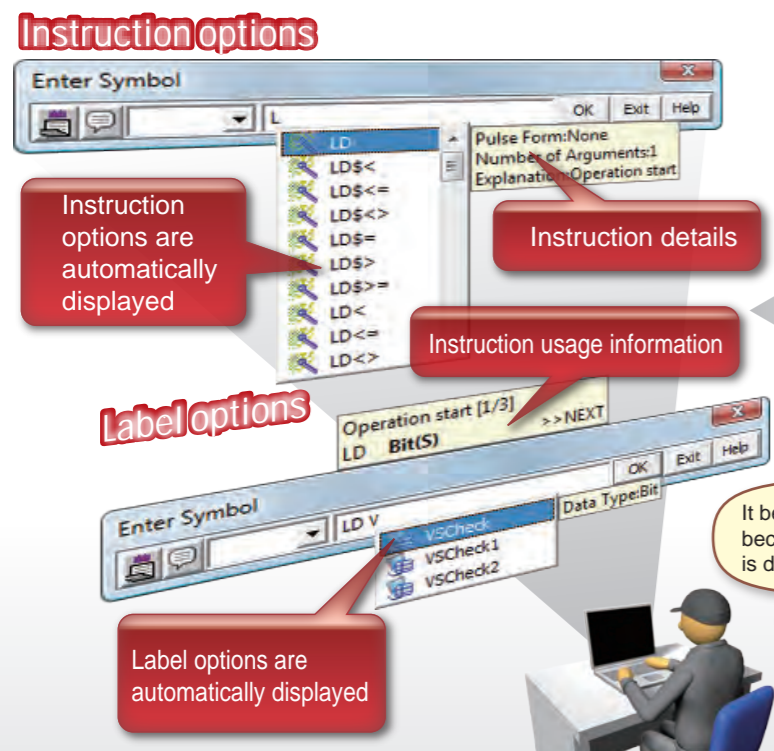 Instruction options
Enter Symbol
L
OK Exit Help
LD
LD$<
LD$<=
LD$<>
LD$=
LD$>
LD$>=
LD<
LD<=
LD<>
Pulse Form:None
Number of Arguments:1
Explanation:Operation start
Instruction
options are
automatically
displayed
Instruction details
Instruction usage information
Label options
Operation start [1/3]
LD Bit(S) >>NEXT
Enter Symbol
LD V
OK Exit Help
VSCheck
VSCheck1
VSCheck2
Data Type:Bit
Label options are
automatically displayed
It be
bec
is d